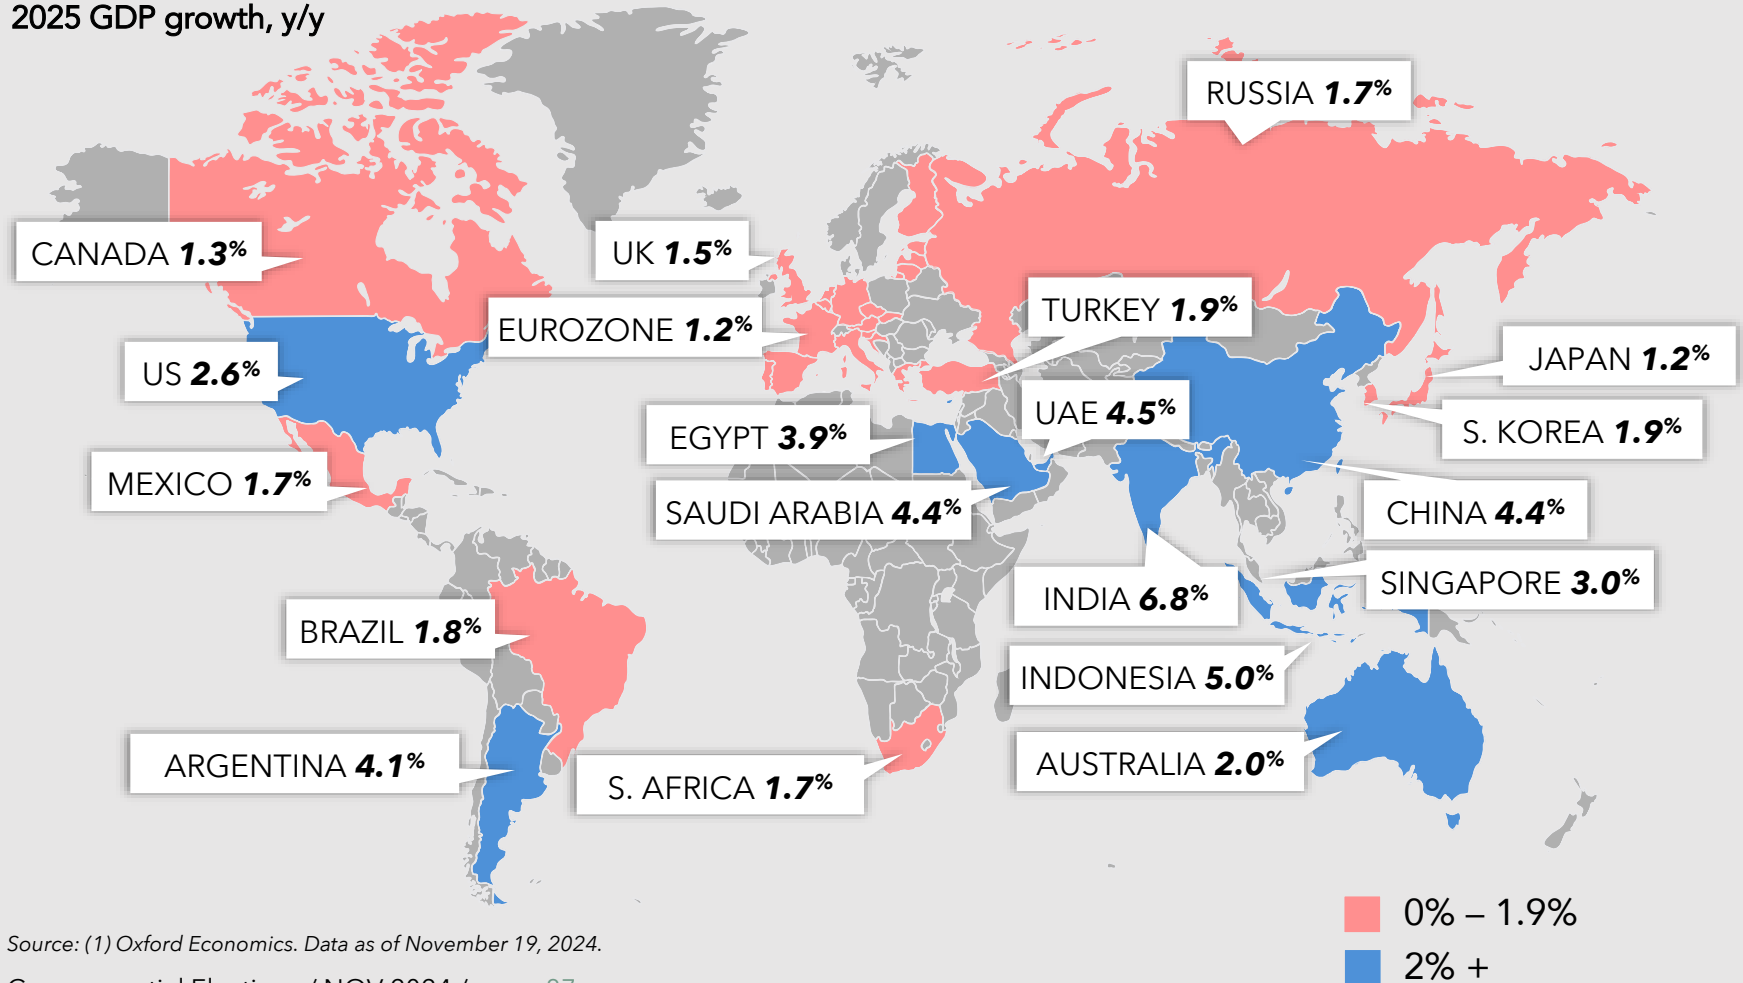 2025 GDP growth, y/y
RUSSIA 1.7%
CANADA 1.3%
UK 1.5%
TURKEY 1.9%
EUROZONE 1.2%
JAPAN 1.2%
US 2.6%
UAE 4.5%
S. KOREA 1.9%
EGYPT 3.9%
MEXICO 1.7%
SAUDI ARABIA 4.4%
CHINA 4.4%
SINGAPORE 3.0%
INDIA 6.8%
BRAZIL 1.8%
INDONESIA 5.0%
ARGENTINA 4.1%
AUSTRALIA 2.0%
S. AFRICA 1.7%
0% – 1.9%
2% +
Source: (1) Oxford Economics. Data as of November 19, 2024.
/ NOV 2024 /